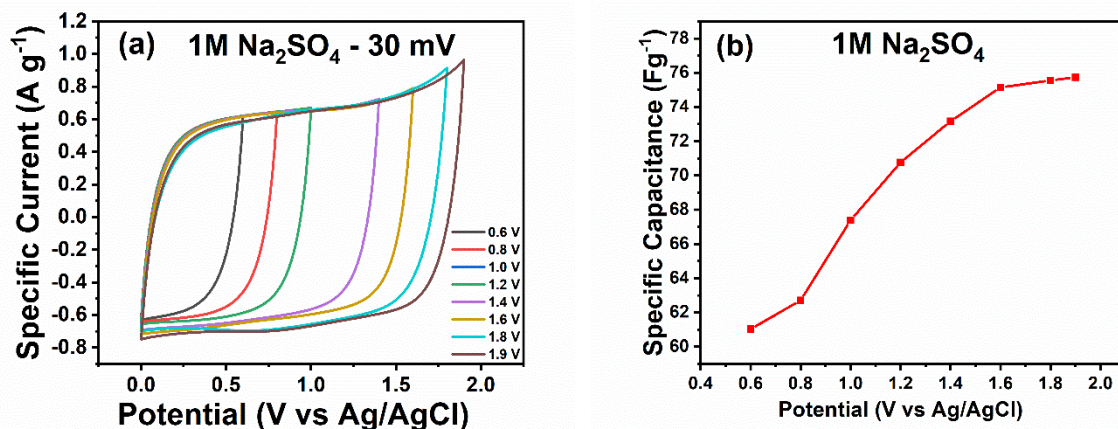 (a)
1M Na₂SO₄ - 30 mV
Specific Current (A g⁻¹)
1.2
1.0
0.8
0.6
0.4
0.2
0.0
-0.2
-0.4
-0.6
-0.8
0.6 V
0.8 V
1.0 V
1.2 V
1.4 V
1.6 V
1.8 V
1.9 V
0.0 0.5 1.0 1.5 2.0
Potential (V vs Ag/AgCl)
(b)
1M Na₂SO₄
Specific Capacitance (Fg⁻¹)
78
76
74
72
70
68
66
64
62
60
0.4 0.6 0.8 1.0 1.2 1.4 1.6 1.8 2.0
Potential (V vs Ag/AgCl)